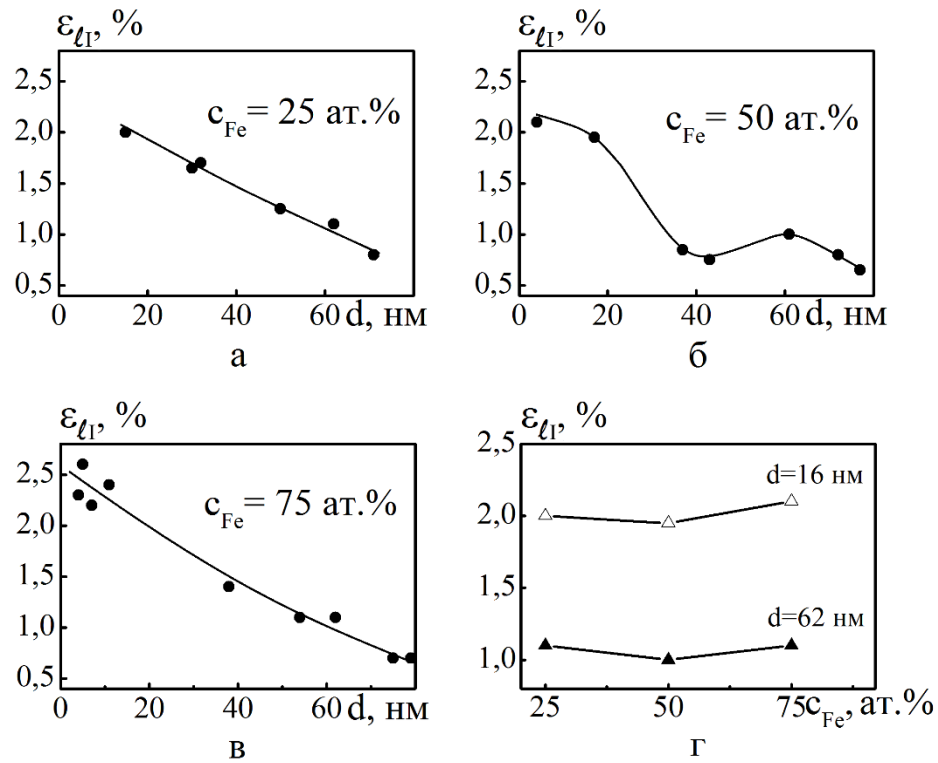 ε_ℓI, %
2,5
2,0
1,5
1,0
0,5
c_Fe = 25 ат.%
0 20 40 60 d, нм
а
ε_ℓI, %
2,5
2,0
1,5
1,0
0,5
c_Fe = 50 ат.%
0 20 40 60 d, нм
б
ε_ℓI, %
2,5
2,0
1,5
1,0
0,5
c_Fe = 75 ат.%
0 20 40 60 d, нм
в
ε_ℓI, %
2,5
2,0
1,5
1,0
d=16 нм
d=62 нм
25 50 75 c_Fe, ат.%
г